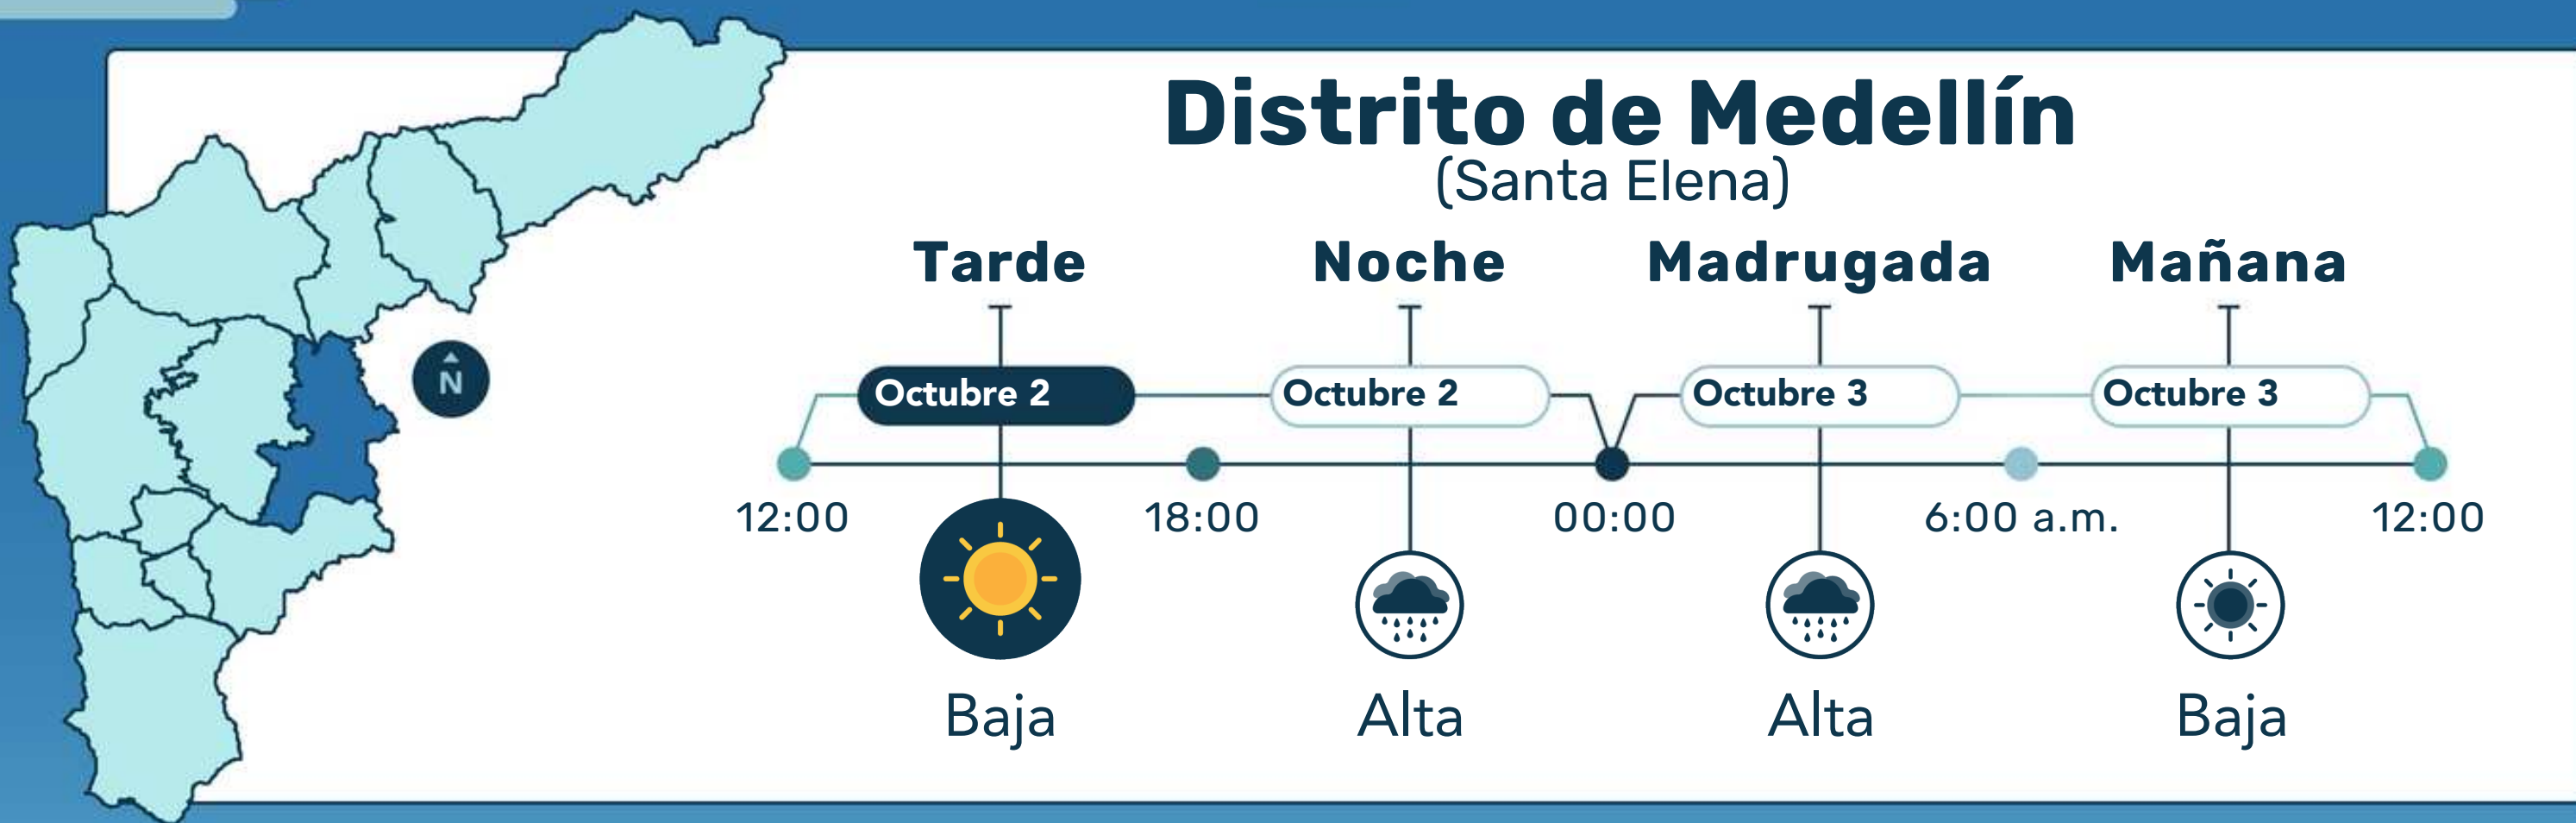 Distrito de Medellín
(Santa Elena)
Tarde Noche Madrugada Mañana
N
Octubre 2 Octubre 2 Octubre 3 Octubre 3
12:00 18:00 00:00 6:00 a.m. 12:00
Baja Alta Alta Baja